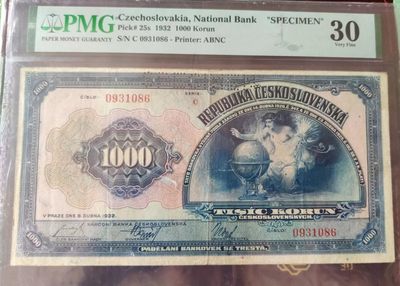 PMG
PAPER MONEY GUARANTY
Czechoslovakia, National Bank "SPECIMEN"
Pick# 25s 1932 1000 Korun
S/N C 0931086 - Printer: ABNC
30
Very Fine
1000
1000
ČÍSLO: 0931086
SERIE: C
REPUBLIKA ČESKOSLOVENSKÁ
1000
TISÍC KORUN
ČESKOSLOVENSKÝCH.
ČÍSLO: 0931086
V PRAZE DNE 8. DUBNA 1932.
NÁRODNÍ BANKA ČESKOSLOVENSKÁ
1000
1000
PADĚLÁNÍ BANKOVEK SE TRESTÁ.